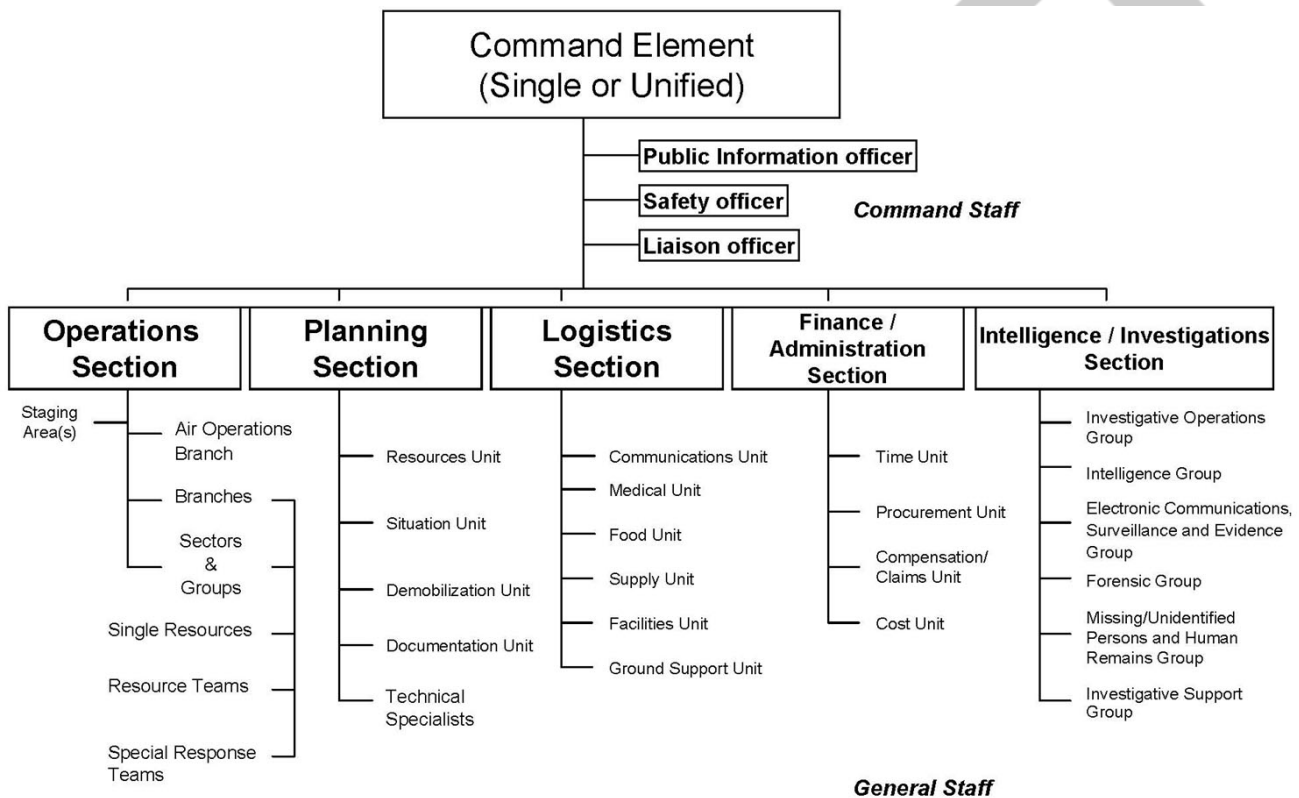 Command Element
(Single or Unified)
Public Information officer
Safety officer
Command Staff
Liaison officer
Operations
Section
Planning
Section
Logistics
Section
Finance /
Administration
Section
Intelligence / Investigations
Section
Staging
Area(s)
Air Operations
Branch
Branches
Sectors
&
Groups
Single Resources
Resource Teams
Special Response
Teams
Resources Unit
Situation Unit
Demobilization Unit
Documentation Unit
Technical
Specialists
Communications Unit
Medical Unit
Food Unit
Supply Unit
Facilities Unit
Ground Support Unit
Time Unit
Procurement Unit
Compensation/
Claims Unit
Cost Unit
Investigative Operations
Group
Intelligence Group
Electronic Communications,
Surveillance and Evidence
Group
Forensic Group
Missing/Unidentified
Persons and Human
Remains Group
Investigative Support
Group
General Staff